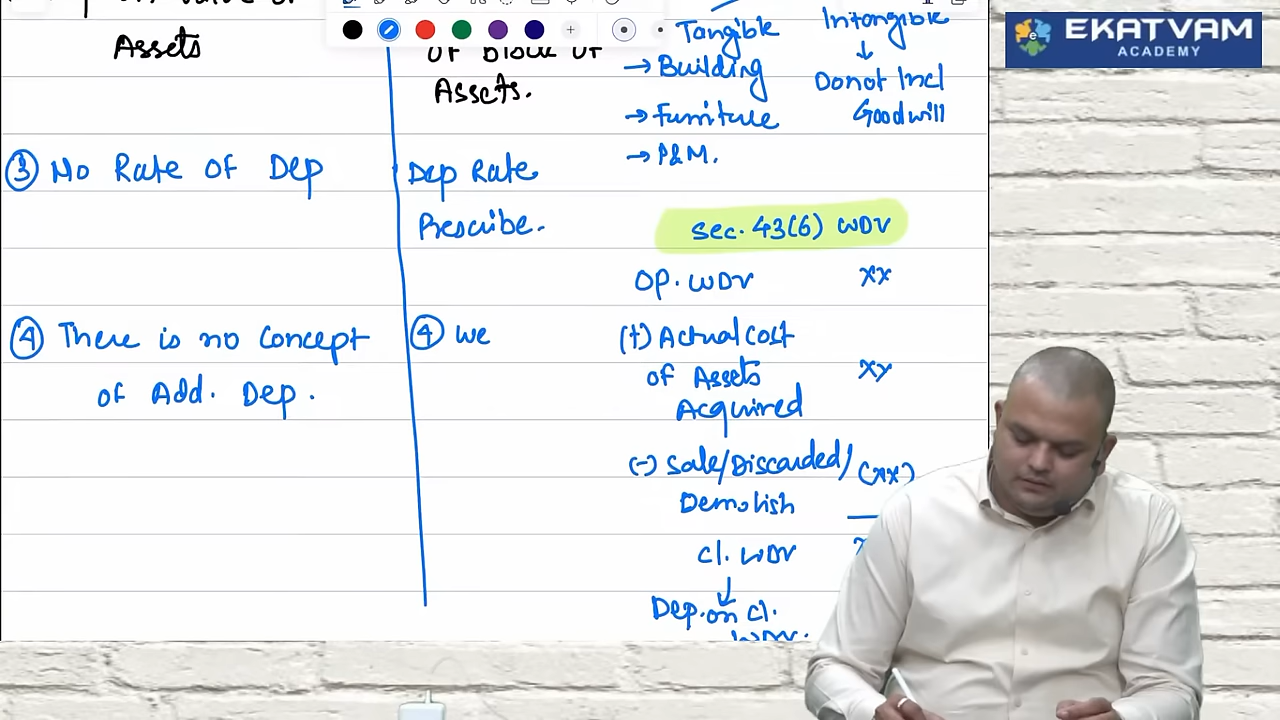 Assets
of Block of
Assets.
③ No Rate of Dep
Dep Rate
Prescribe.
④ There is no concept
of Add. Dep.
④ we
Tangible
→ Building
→ Furniture
→ P&M.
Intangible
↓
Donot Incl
Goodwill
Sec. 43(6) WDV
OP. WDV xx
(+) Actual Cost
of Assets xx
Acquired
(-) Sale/Discarded/ (xx)
Demolish
Cl. WDV
↓
Dep. on Cl.
WDV.
EKATVAM
ACADEMY